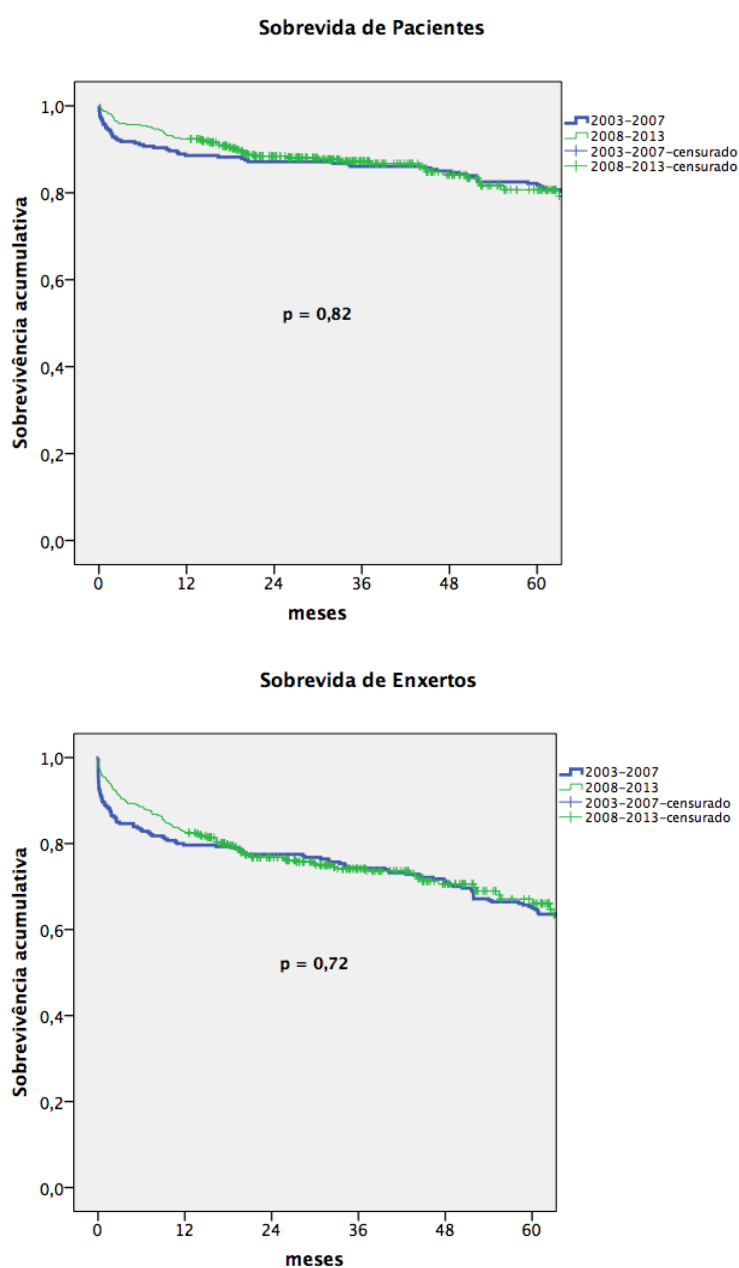 Sobrevida de Pacientes
Sobrevivência acumulativa
1,0
0,8
0,6
0,4
0,2
0,0
p = 0,82
0 12 24 36 48 60
meses
2003-2007
2008-2013
2003-2007-censurado
2008-2013-censurado
Sobrevida de Enxertos
Sobrevivência acumulativa
1,0
0,8
0,6
0,4
0,2
0,0
p = 0,72
0 12 24 36 48 60
meses
2003-2007
2008-2013
2003-2007-censurado
2008-2013-censurado